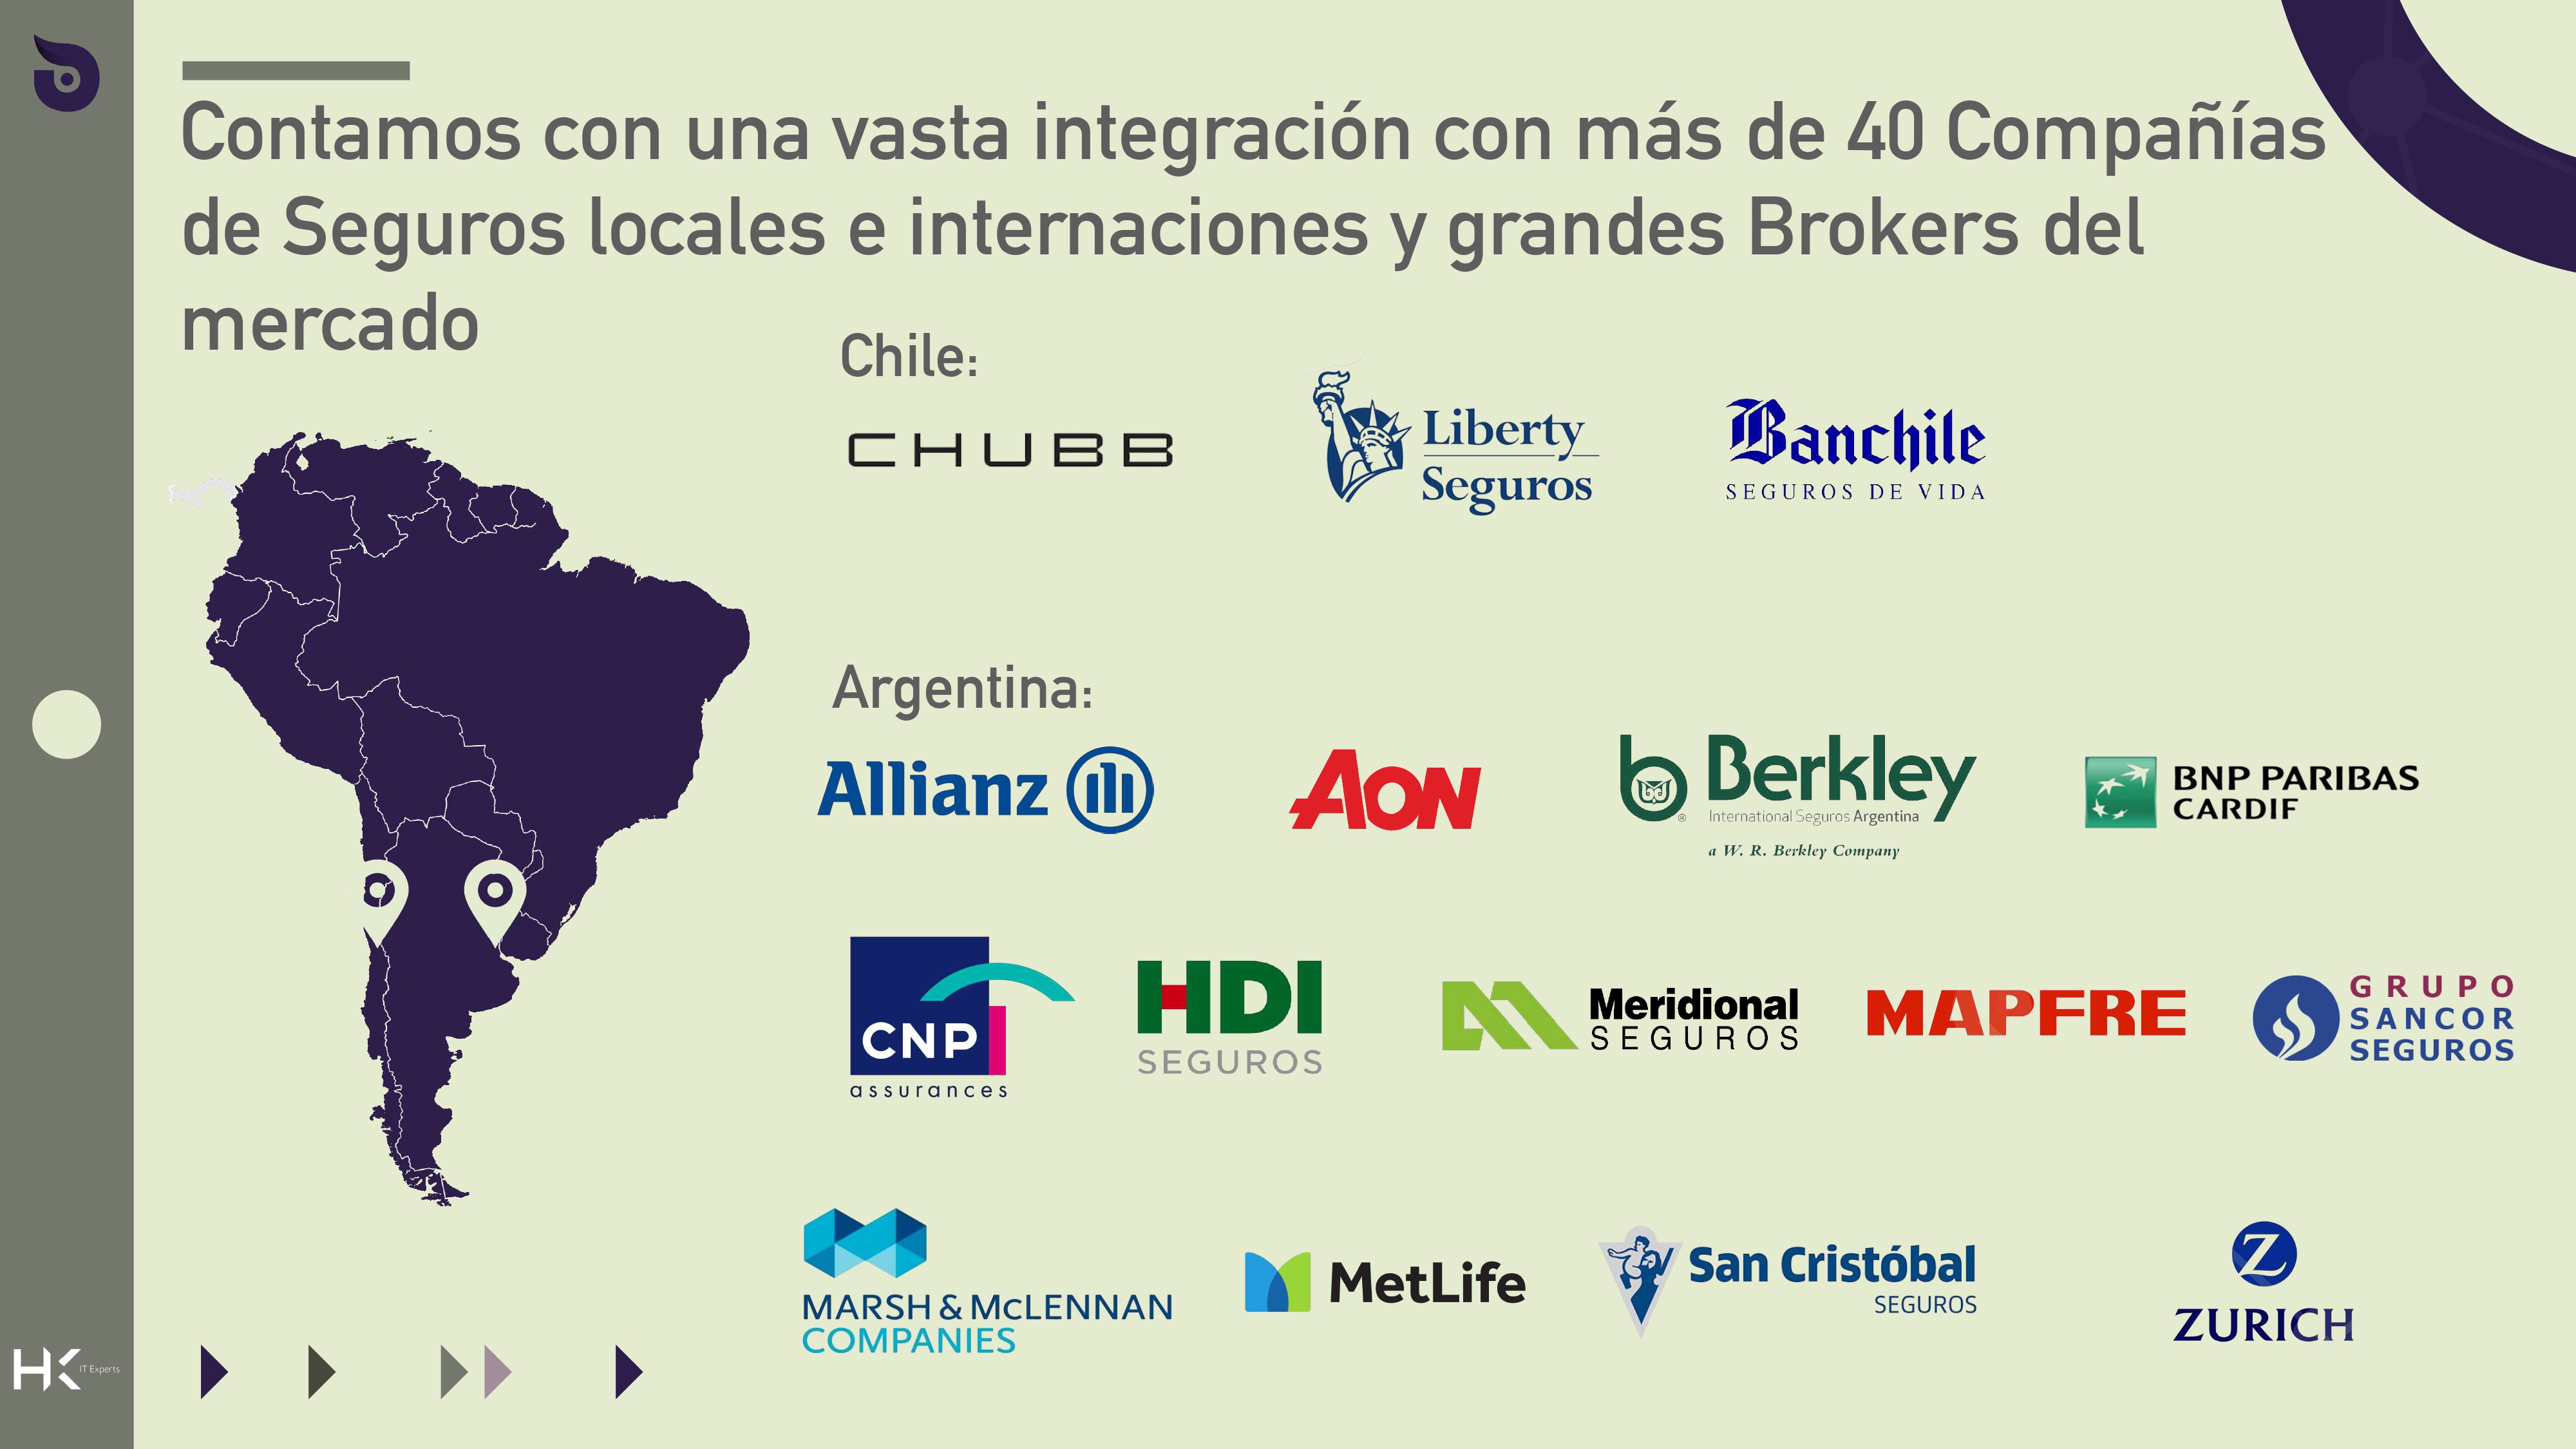 Contamos con una vasta integración con más de 40 Compañías
de Seguros locales e internaciones y grandes Brokers del
mercado
Chile:
CHUBB
Liberty
Seguros
Banchile
SEGUROS DE VIDA
Argentina:
Allianz
AON
b Berkley
International Seguros Argentina
®
a W. R. Berkley Company
BNP PARIBAS
CARDIF
CNP
assurances
HDI
SEGUROS
Meridional
SEGUROS
MAPFRE
GRUPO
SANCOR
SEGUROS
MARSH & McLENNAN
COMPANIES
MetLife
San Cristóbal
SEGUROS
Z
ZURICH
HK IT Experts